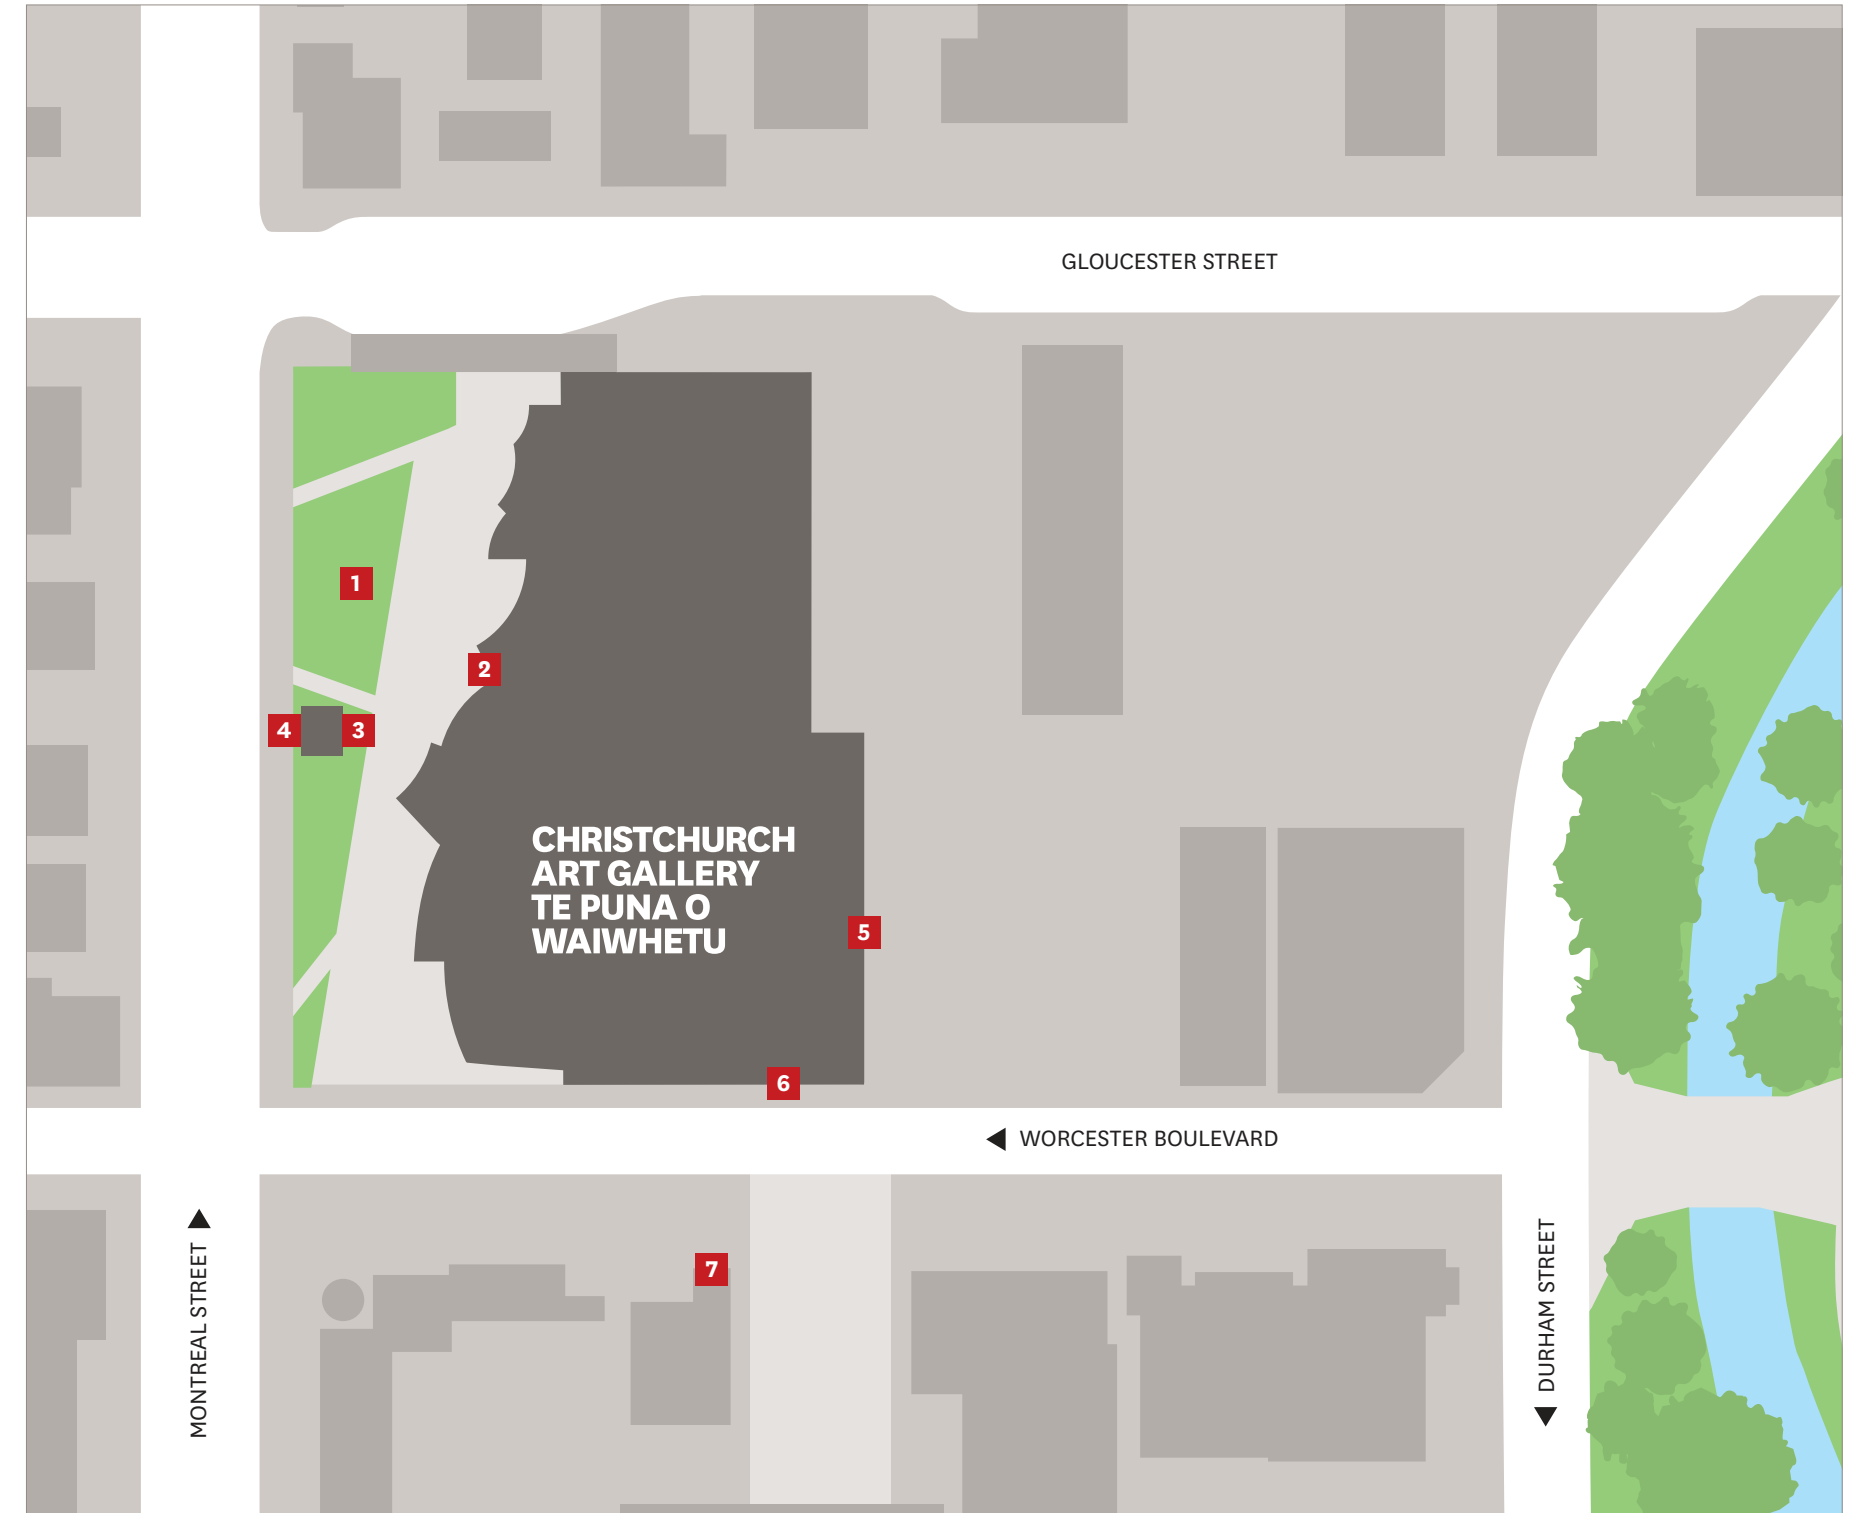 GLOUCESTER STREET
1
2
4
3
CHRISTCHURCH
ART GALLERY
TE PUNA O
WAIWHETU
5
6
WORCESTER BOULEVARD
MONTREAL STREET
DURHAM STREET
7